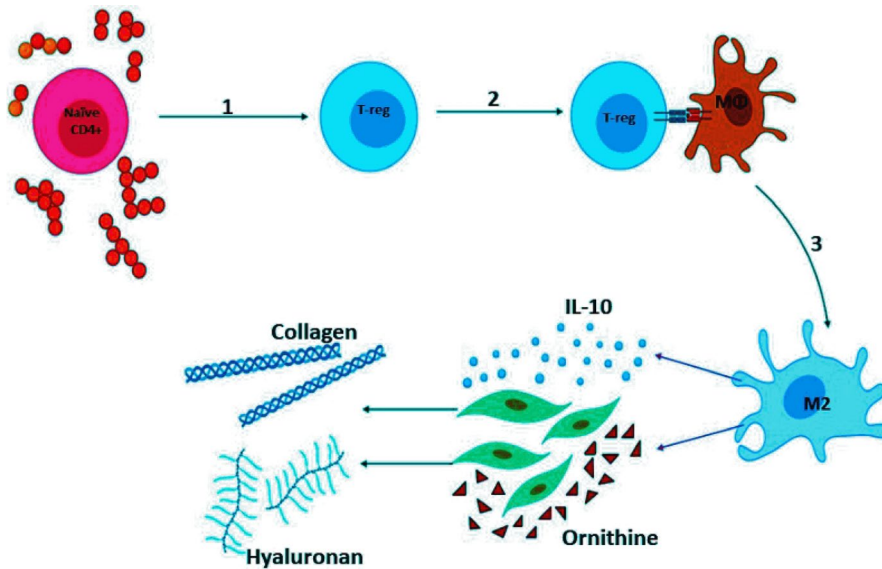 Naïve
CD4+
1
T-reg
2
T-reg
MΦ
3
IL-10
Collagen
M2
Ornithine
Hyaluronan